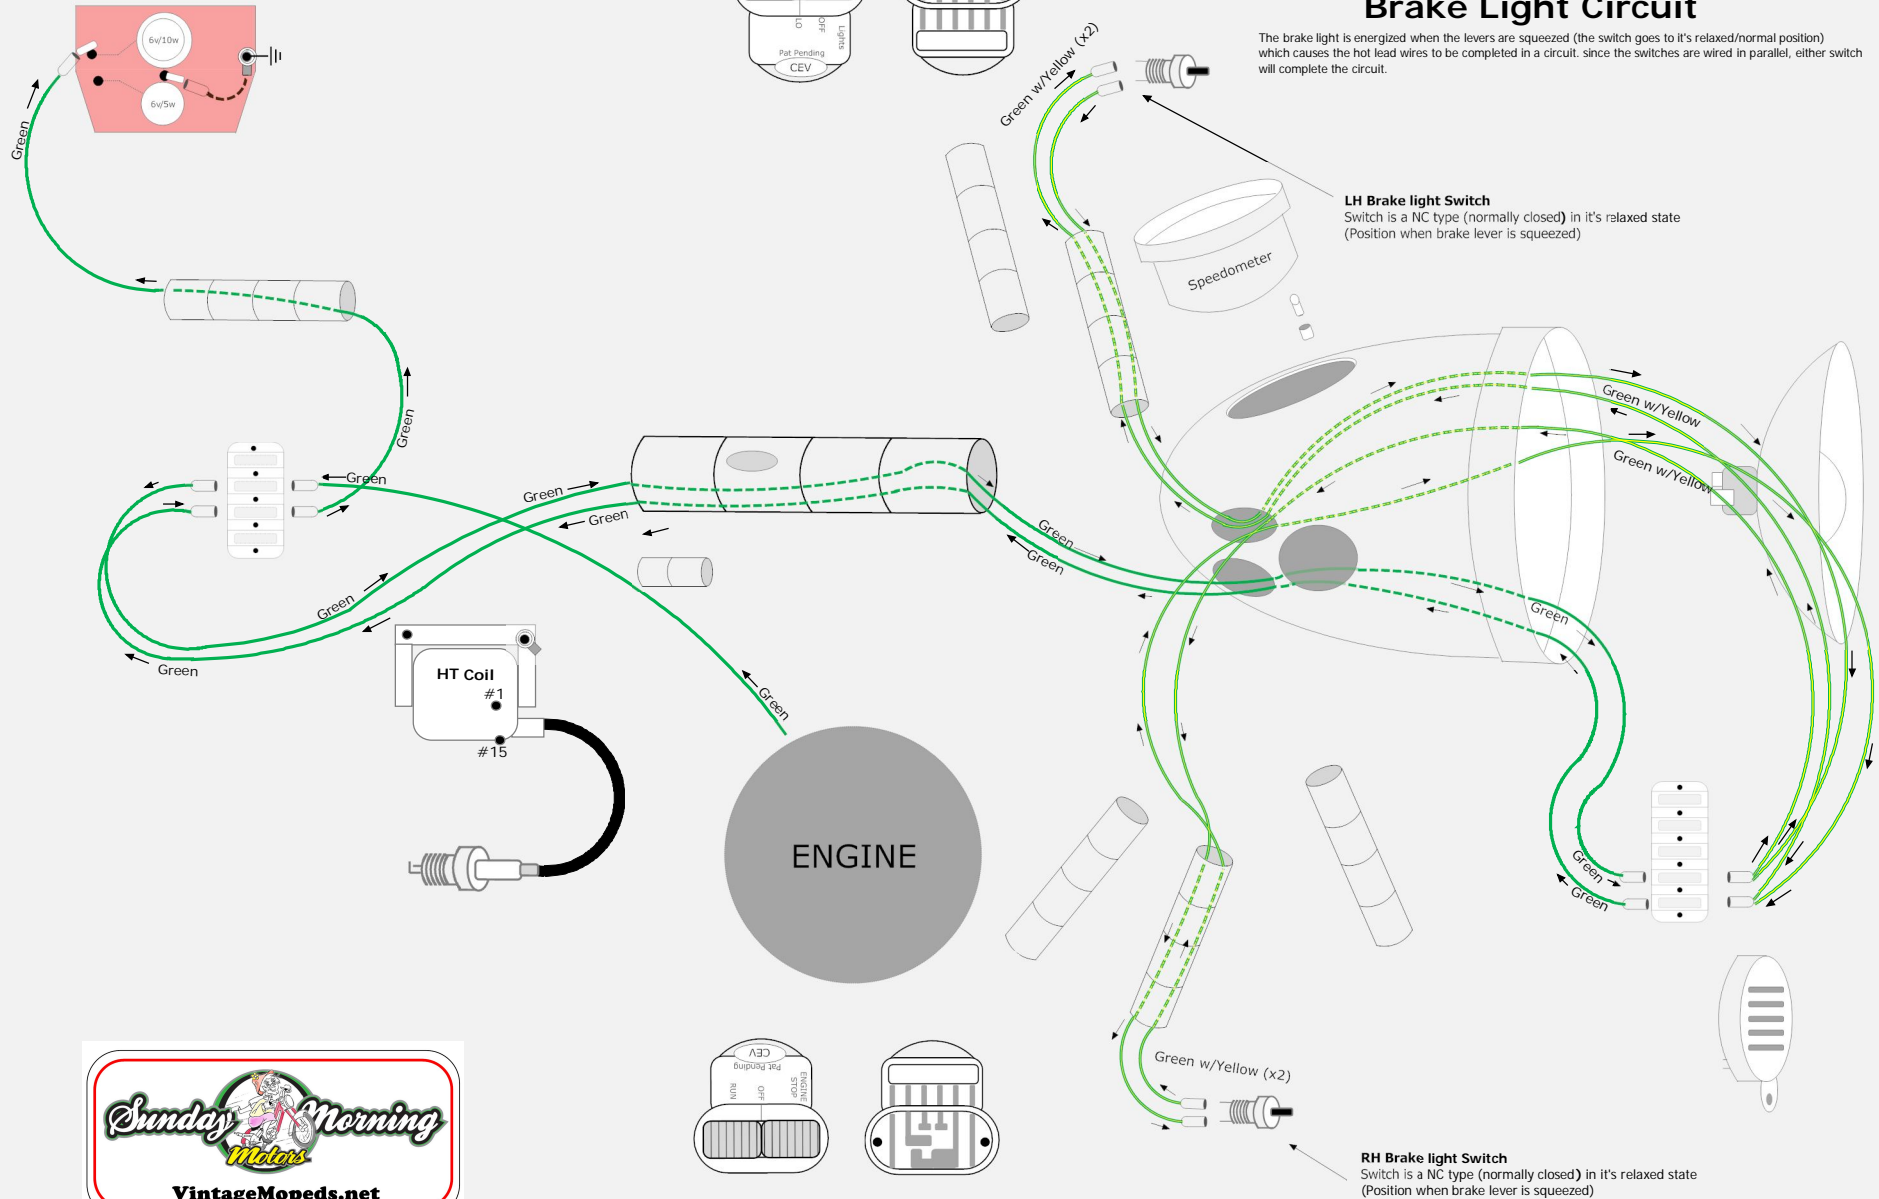 Brake Light Circuit
The brake light is energized when the levers are squeezed (the switch goes to it's relaxed/normal position)
which causes the hot lead wires to be completed in a circuit. since the switches are wired in parallel, either switch
will complete the circuit.
6v/10w
6v/5w
Green
LO
OFF
Lights
Pat Pending
CEV
Green w/Yellow (x2)
LH Brake light Switch
Switch is a NC type (normally closed) in it's relaxed state
(Position when brake lever is squeezed)
Speedometer
Green
Green
Green
Green
Green
Green
Green w/Yellow
Green w/Yellow
Green
Green
Green
Green
HT Coil
#1
#15
Green
ENGINE
Green
Green
CEV
Pat Pending
RUN
OFF
ENGINE
STOP
Green w/Yellow (x2)
RH Brake light Switch
Switch is a NC type (normally closed) in it's relaxed state
(Position when brake lever is squeezed)
Sunday Morning
Motors
VintageMopeds.net